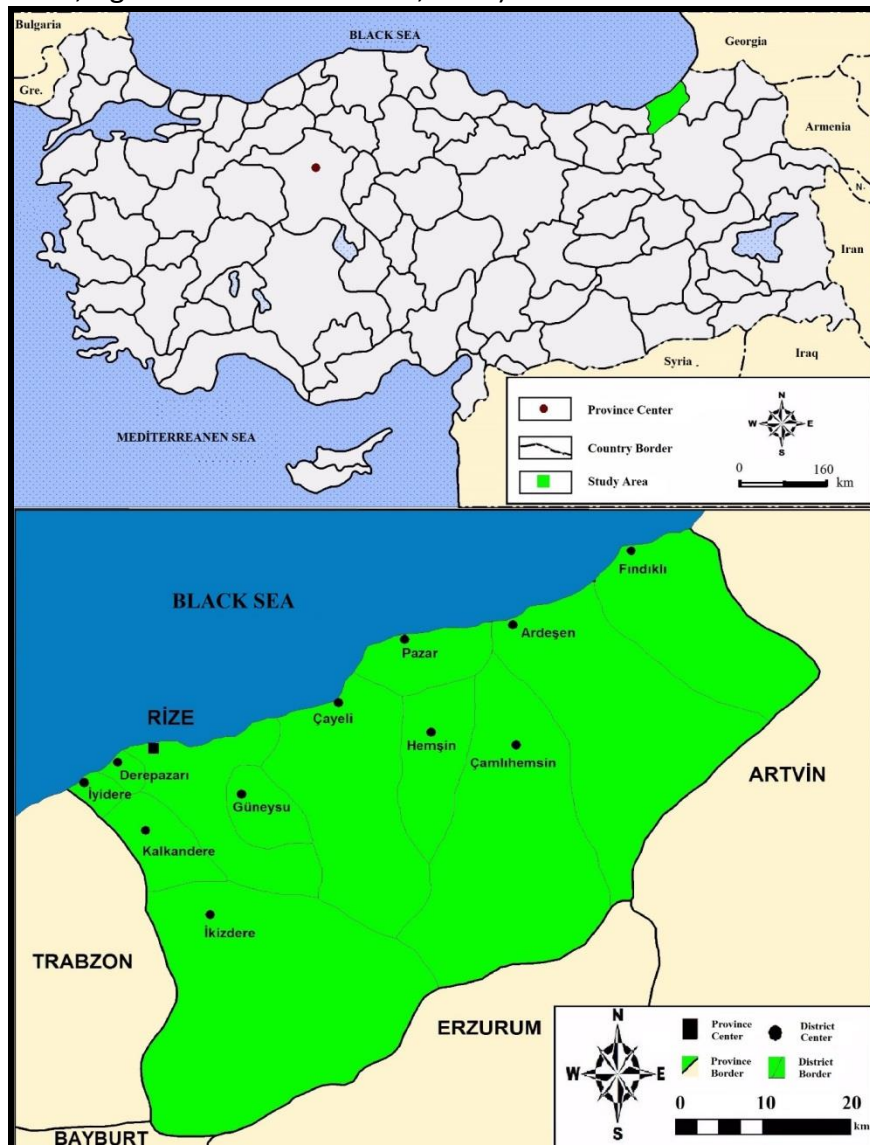 Bulgaria
BLACK SEA
Georgia
Gre.
Armenia
N.
Iran
Syria
Iraq
MEDİTERREANEN SEA
Province Center
Country Border
Study Area
N
W
E
S
0
160
km
BLACK SEA
Fındıklı
Ardeşen
Pazar
Çayeli
RİZE
Hemşin
Çamlıhemsin
Derepazarı
İyidere
Güneysu
ARTVİN
Kalkandere
İkizdere
TRABZON
ERZURUM
BAYBURT
N
W
E
S
Province
Center
District
Center
Province
Border
District
Border
0
10
20
km